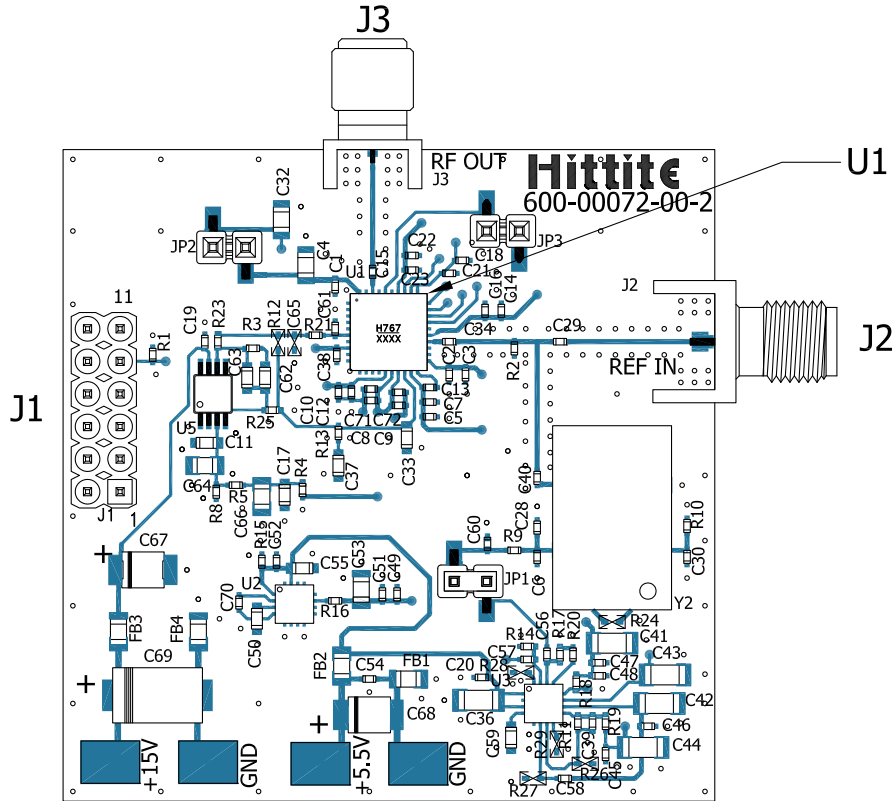 J3
RF OUT
J3
Hittite
600-00072-00-2
U1
C32
JP2
C4
C1
U1
C15
C22
C23
C21
C18
JP3
C16
C14
J2
J2
11
R1
C19
R23
R3
R12
C65
R21
C61
H767
XXXX
C34
C29
R2
REF IN
J1
C63
C62
C38
C2
C3
U5
R25
C10
C12
C71
C72
C13
C7
C5
C11
R13
C8
C9
C33
C37
C64
R8
R5
C66
C17
R4
C40
J1
1
+
C67
R15
C52
C55
C53
C51
C49
C60
R9
C28
C6
R10
C30
JP1
U2
C70
C50
R16
Y2
FB3
FB4
C69
+
FB2
C54
FB1
C20
C57
R28
U3
R14
C56
R17
R20
R24
C41
C43
C47
C48
R18
C36
C68
+
C59
R29
R11
C39
R19
C42
C46
C44
C45
R26
R27
C58
+15V
GND
+5.5V
GND